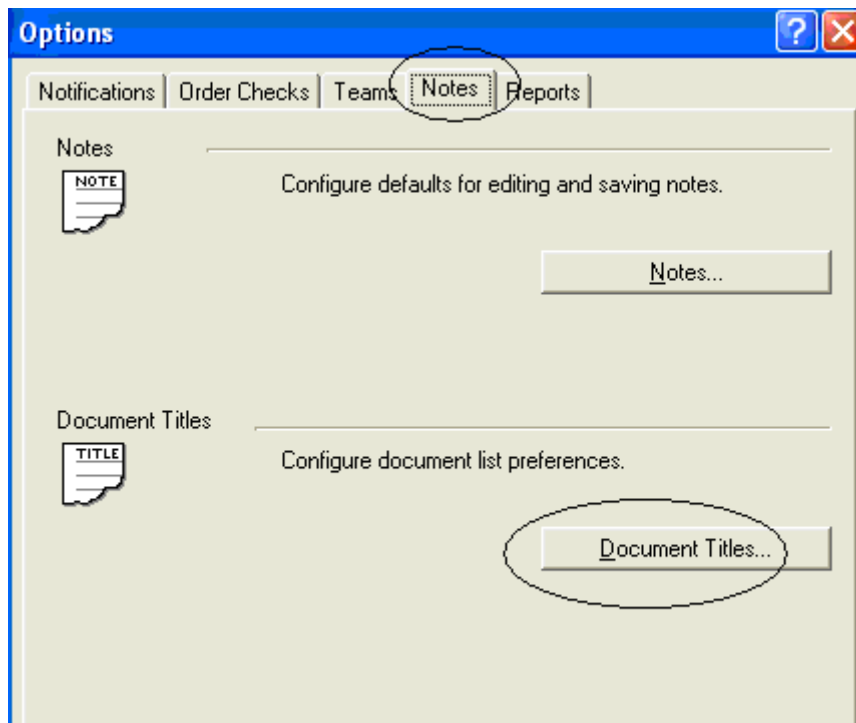 Options
Notifications Order Checks Teams Notes Reports
Notes
NOTE
Configure defaults for editing and saving notes.
Notes...
Document Titles
TITLE
Configure document list preferences.
Document Titles...